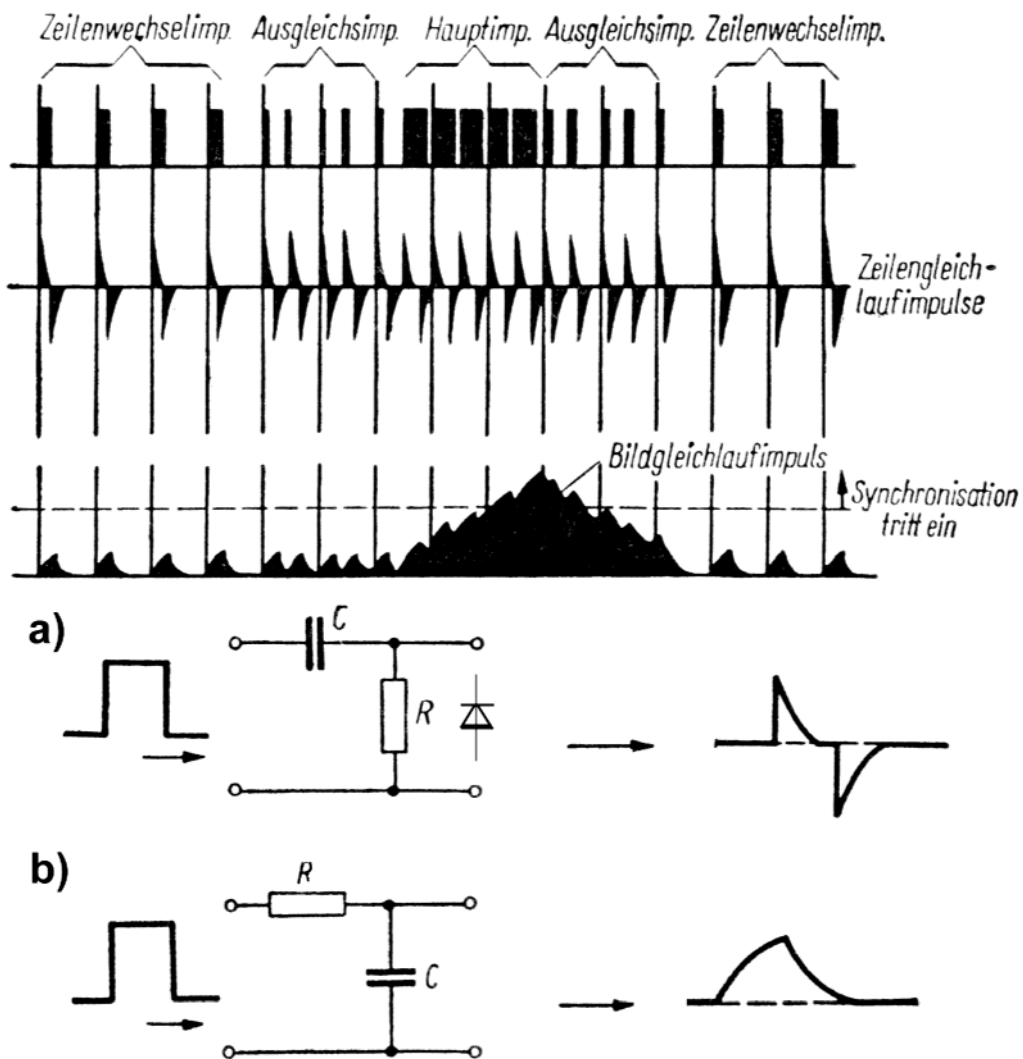 Zeilenwechselimp. Ausgleichsimp. Hauptimp. Ausgleichsimp. Zeilenwechselimp.
Zeilengleich-
laufimpulse
Bildgleichlaufimpuls
Synchronisation
tritt ein
a)
C
R
b)
R
C